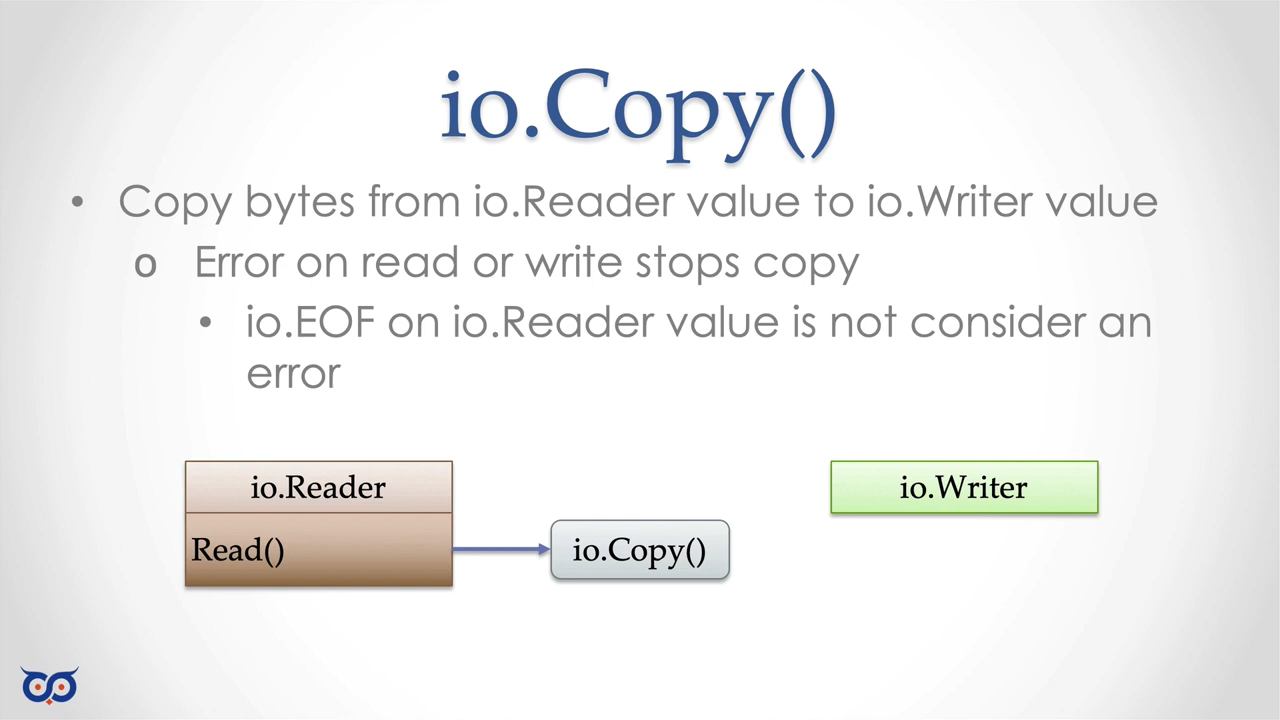 io.Copy()
• Copy bytes from io.Reader value to io.Writer value
o Error on read or write stops copy
• io.EOF on io.Reader value is not consider an
error
io.Reader
io.Writer
Read()
io.Copy()